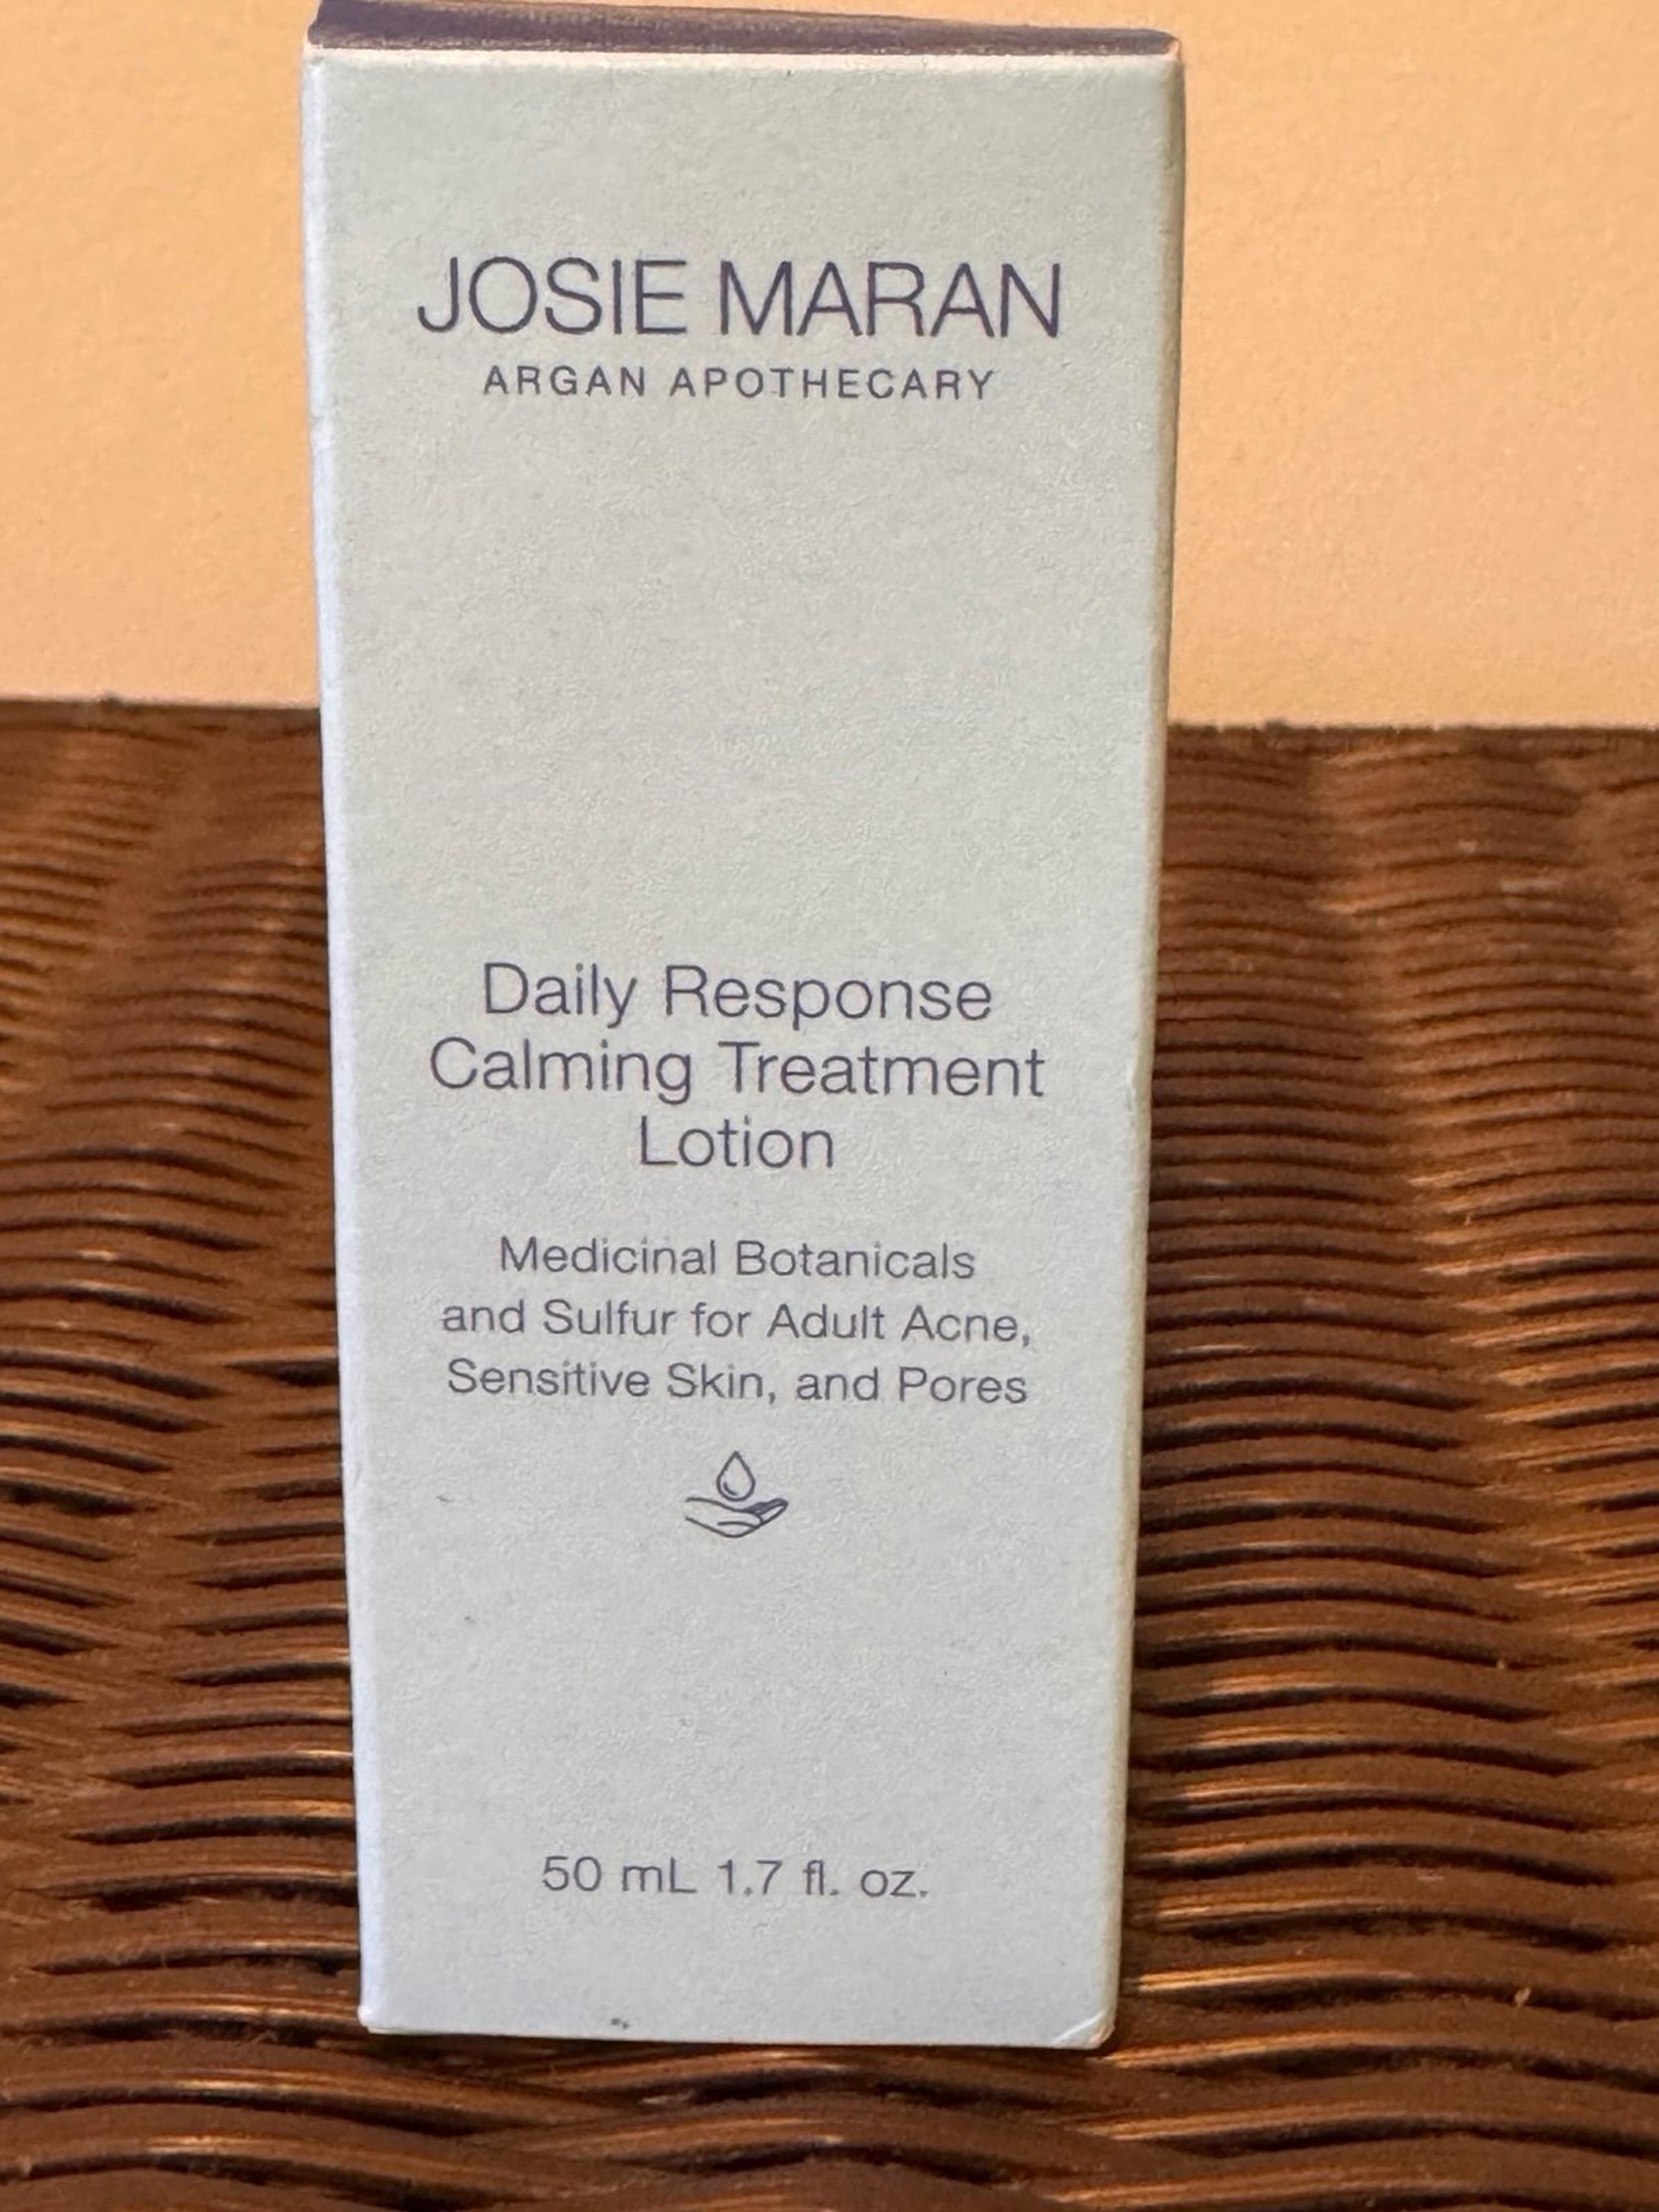 JOSIE MARAN
ARGAN APOTHECARY
Daily Response
Calming Treatment
Lotion
Medicinal Botanicals
and Sulfur for Adult Acne,
Sensitive Skin, and Pores
50 mL 1.7 fl. oz.